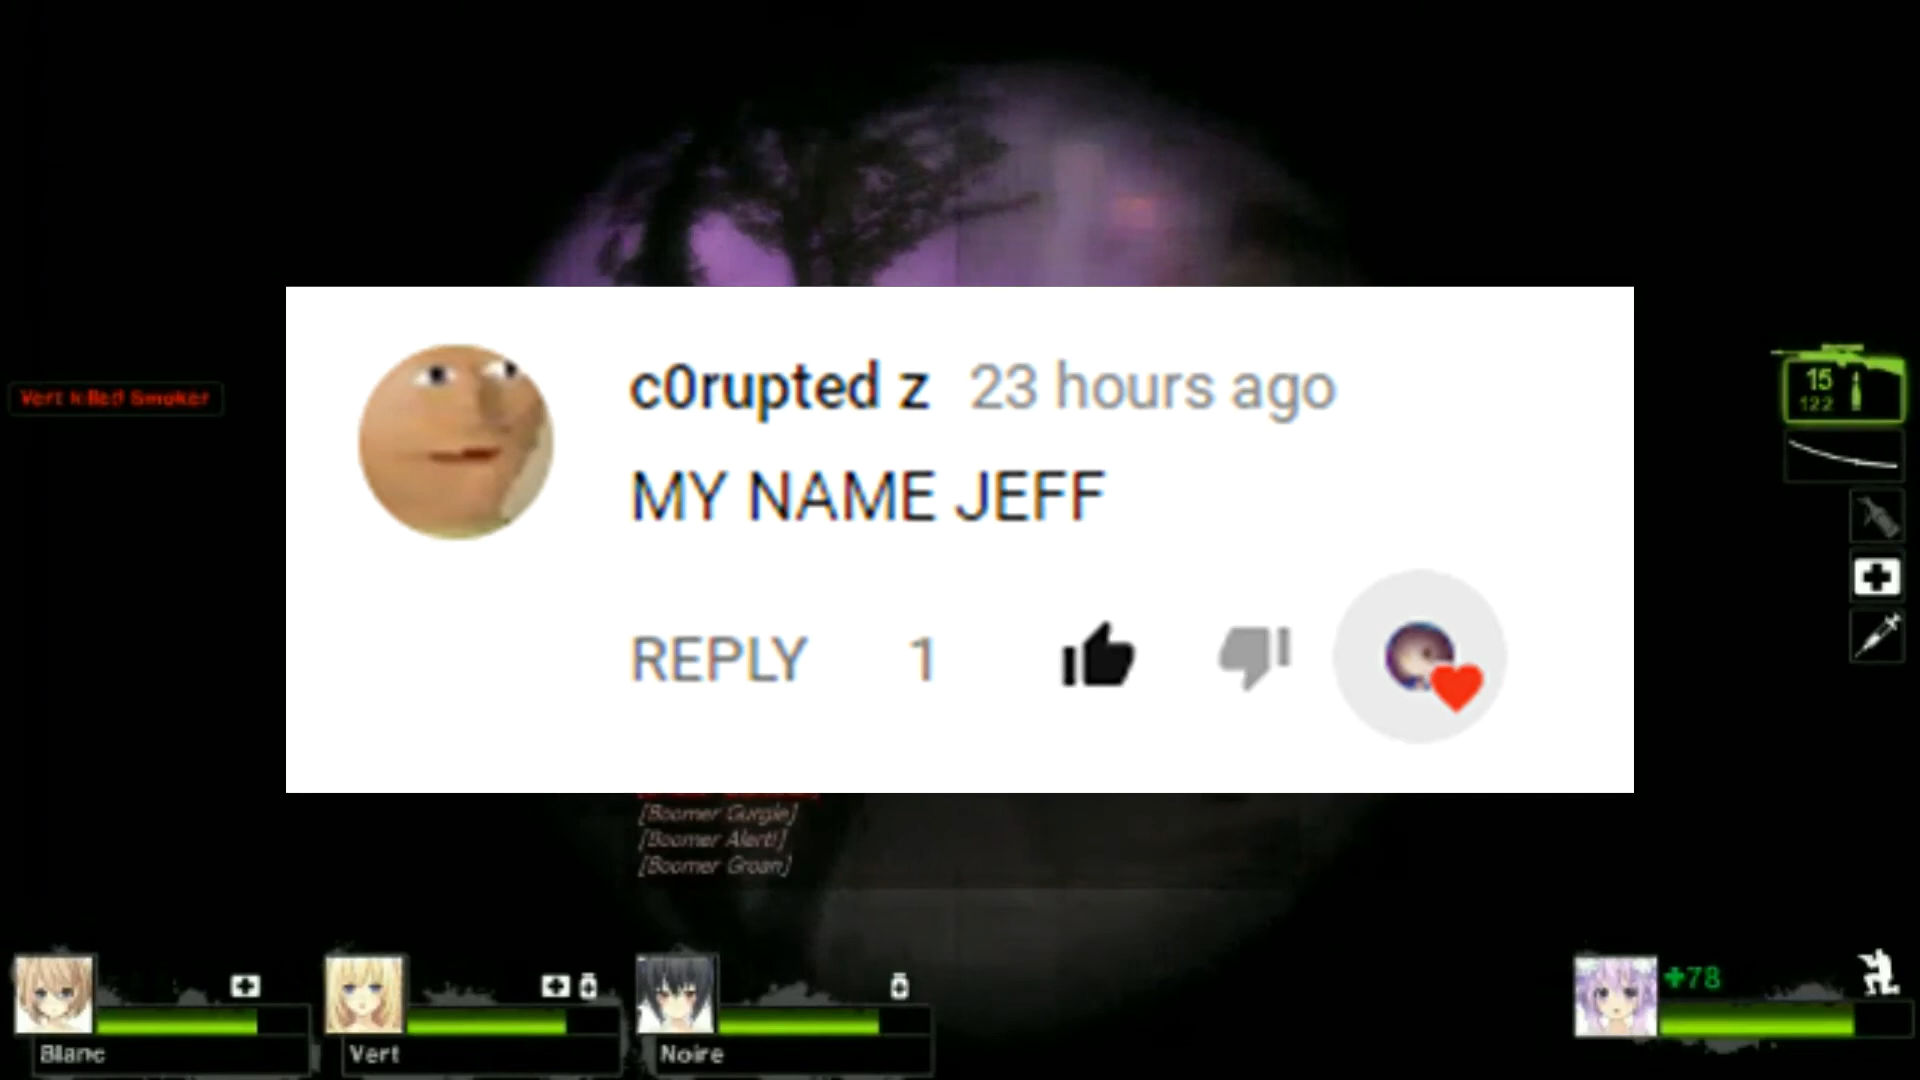 c0rupted z 23 hours ago
MY NAME JEFF
REPLY 1
Vert killed Smoker
15
122
[Boomer Gurgle]
[Boomer Alert!]
[Boomer Groan]
+78
Blanc
Vert
Noire